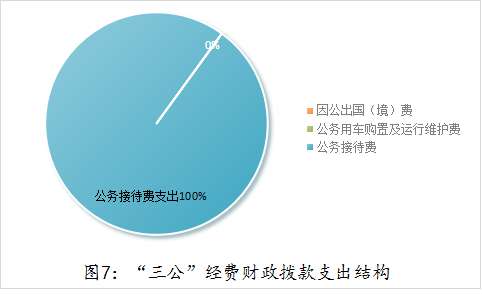 0%
因公出国（境）费
公务用车购置及运行维护费
公务接待费
公务接待费支出100%
图7：“三公”经费财政拨款支出结构